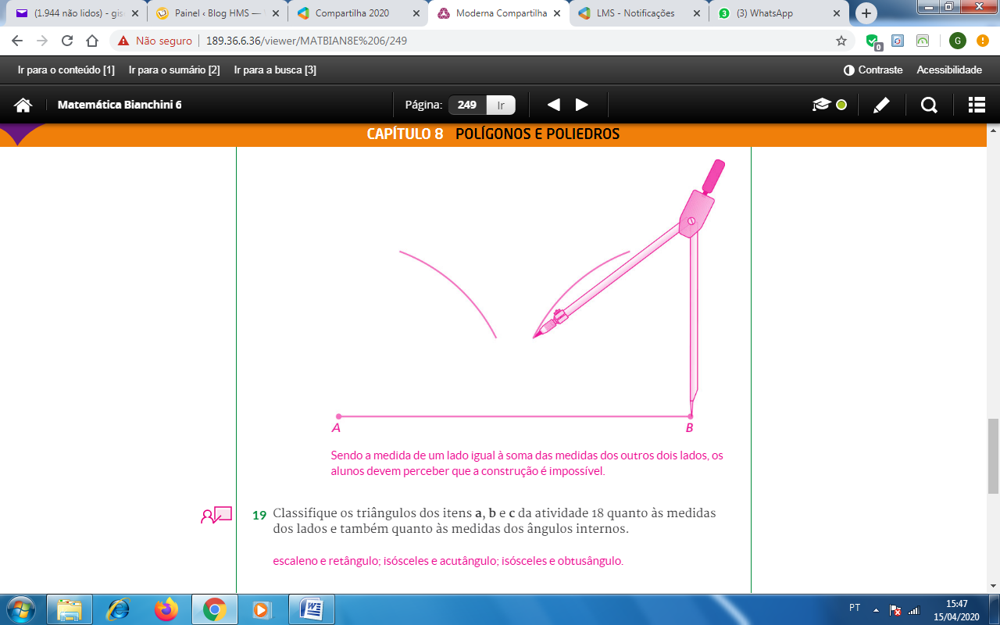 (1.944 não lidos) - gis
Painel ‹ Blog HMS —
Compartilha 2020
Moderna Compartilha
LMS - Notificações
(3) WhatsApp
Não seguro
189.36.6.36/viewer/MATBIAN8E%206/249
0
G
Ir para o conteúdo [1]
Ir para o sumário [2]
Ir para a busca [3]
Contraste
Acessibilidade
Matemática Bianchini 6
Página:
249
Ir
CAPÍTULO 8 POLÍGONOS E POLIEDROS
A
B
Sendo a medida de um lado igual à soma das medidas dos outros dois lados, os
alunos devem perceber que a construção é impossível.
19 Classifique os triângulos dos itens a, b e c da atividade 18 quanto às medidas
dos lados e também quanto às medidas dos ângulos internos.
escaleno e retângulo; isósceles e acutângulo; isósceles e obtusângulo.
PT
15:47
15/04/2020